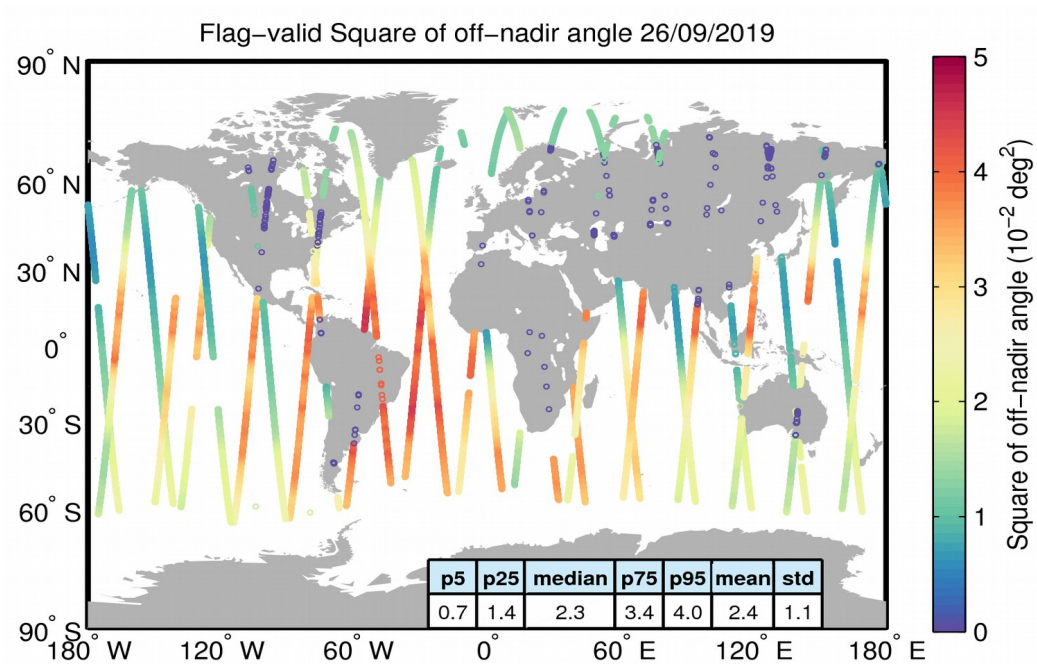 Flag−valid Square of off−nadir angle 26/09/2019
90° N
60° N
30° N
0°
30° S
60° S
90° S
180° W
120° W
60° W
0°
60° E
120° E
180° E
p5 p25 median p75 p95 mean std
0.7 1.4 2.3 3.4 4.0 2.4 1.1
5
4
3
2
1
0
Square of off−nadir angle (10⁻² deg²)